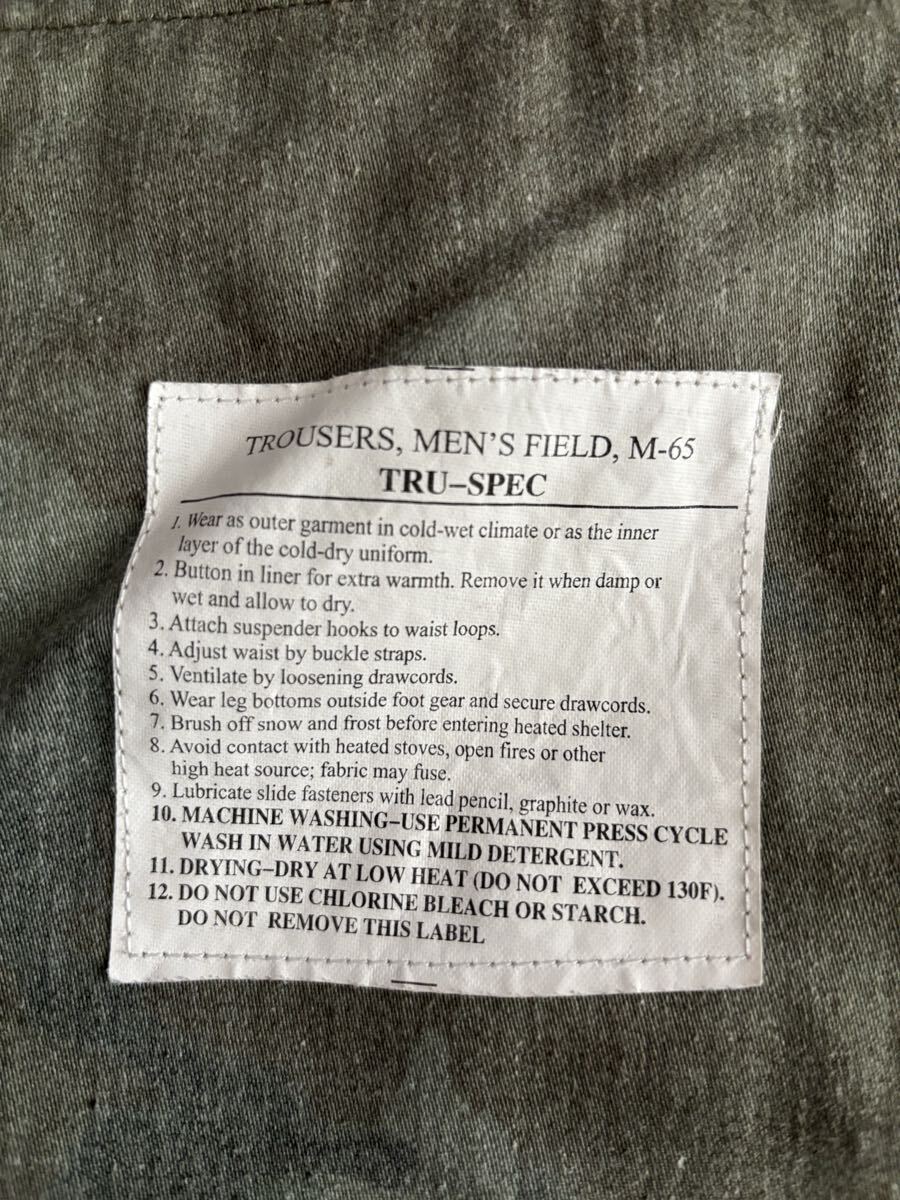 TROUSERS, MEN'S FIELD, M-65
TRU–SPEC
1. Wear as outer garment in cold-wet climate or as the inner
layer of the cold-dry uniform.
2. Button in liner for extra warmth. Remove it when damp or
wet and allow to dry.
3. Attach suspender hooks to waist loops.
4. Adjust waist by buckle straps.
5. Ventilate by loosening drawcords.
6. Wear leg bottoms outside foot gear and secure drawcords.
7. Brush off snow and frost before entering heated shelter.
8. Avoid contact with heated stoves, open fires or other
high heat source; fabric may fuse.
9. Lubricate slide fasteners with lead pencil, graphite or wax.
10. MACHINE WASHING–USE PERMANENT PRESS CYCLE
WASH IN WATER USING MILD DETERGENT.
11. DRYING–DRY AT LOW HEAT (DO NOT EXCEED 130F).
12. DO NOT USE CHLORINE BLEACH OR STARCH.
DO NOT REMOVE THIS LABEL